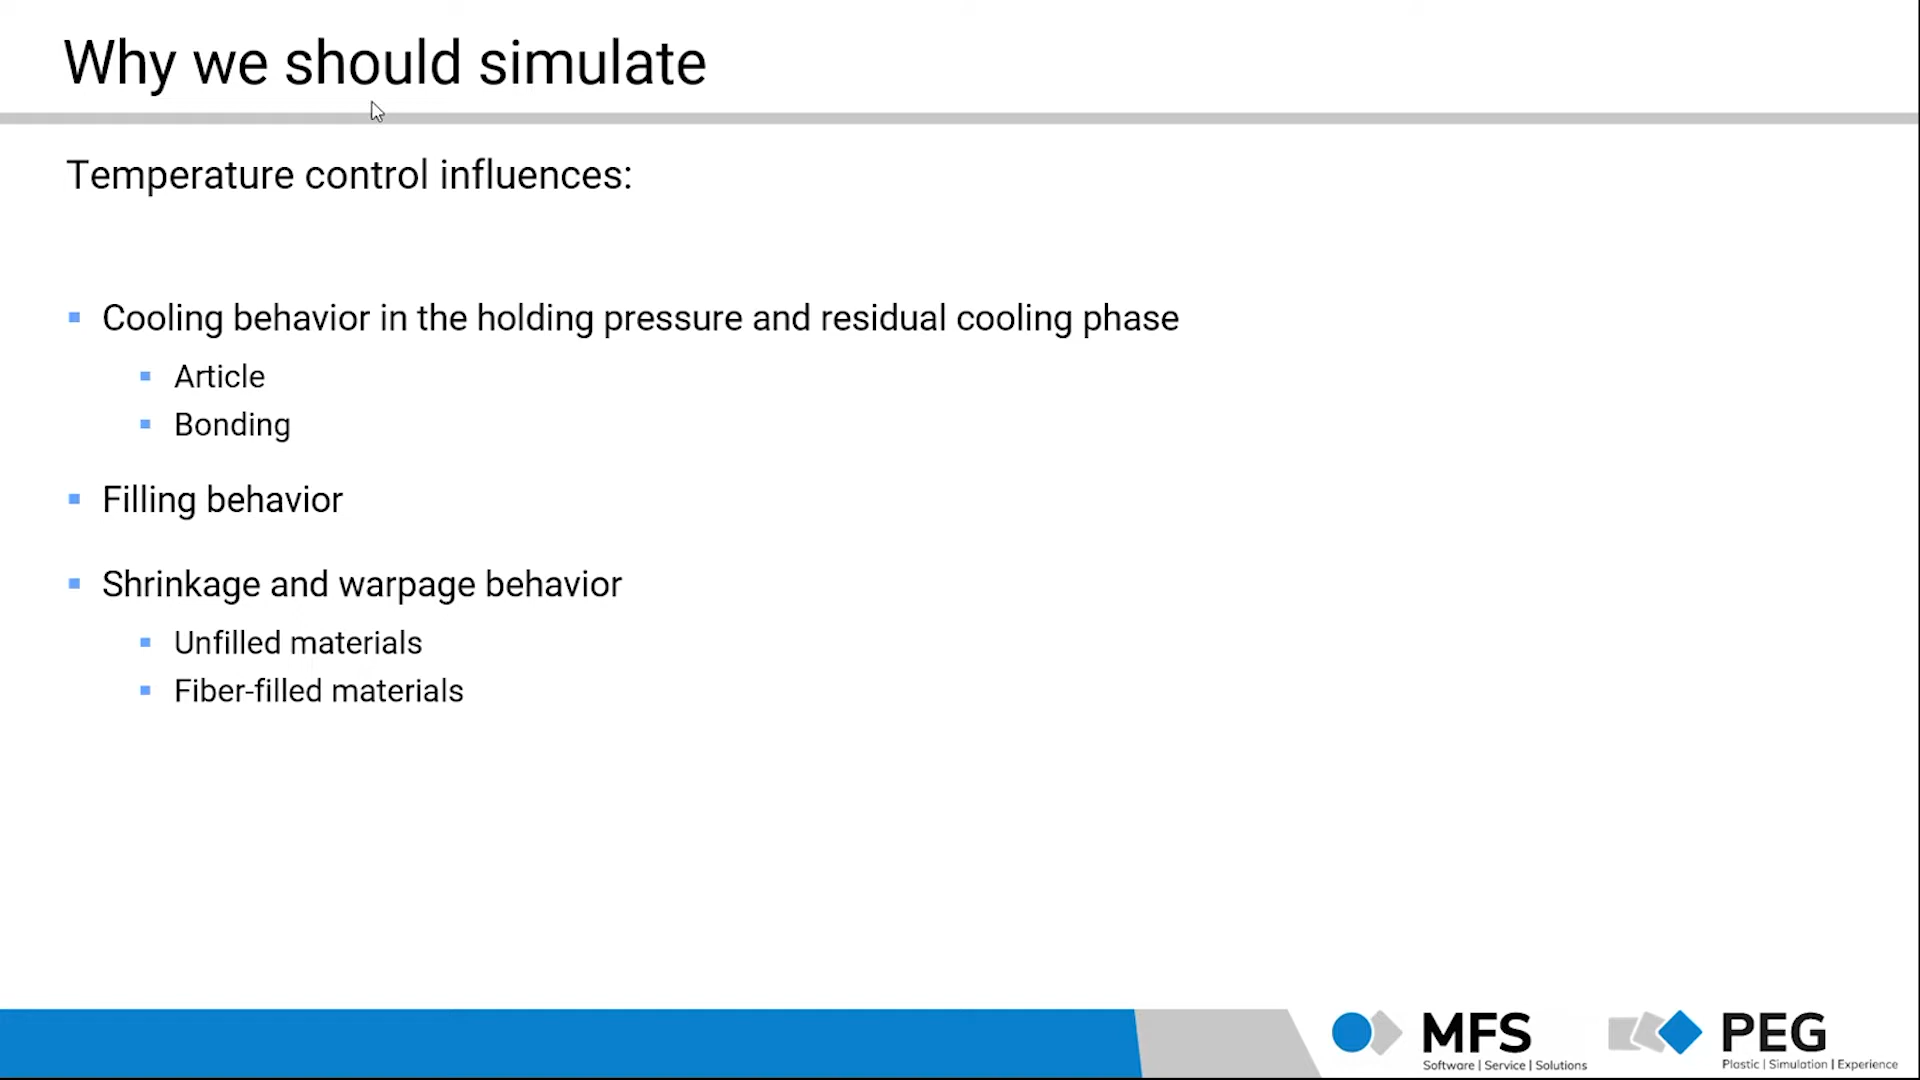 Why we should simulate
Temperature control influences:
Cooling behavior in the holding pressure and residual cooling phase
Article
Bonding
Filling behavior
Shrinkage and warpage behavior
Unfilled materials
Fiber-filled materials
MFS
Software | Service | Solutions
PEG
Plastic | Simulation | Experience